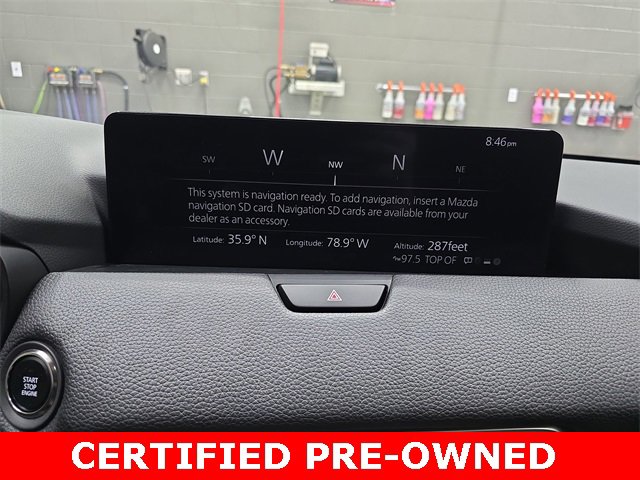 8:46pm
SW W NW N NE
This system is navigation ready. To add navigation, insert a Mazda
navigation SD card. Navigation SD cards are available from your
dealer as an accessory.
Latitude: 35.9° N Longitude: 78.9° W Altitude: 287feet
97.5 TOP OF
START
STOP
ENGINE
CERTIFIED PRE-OWNED